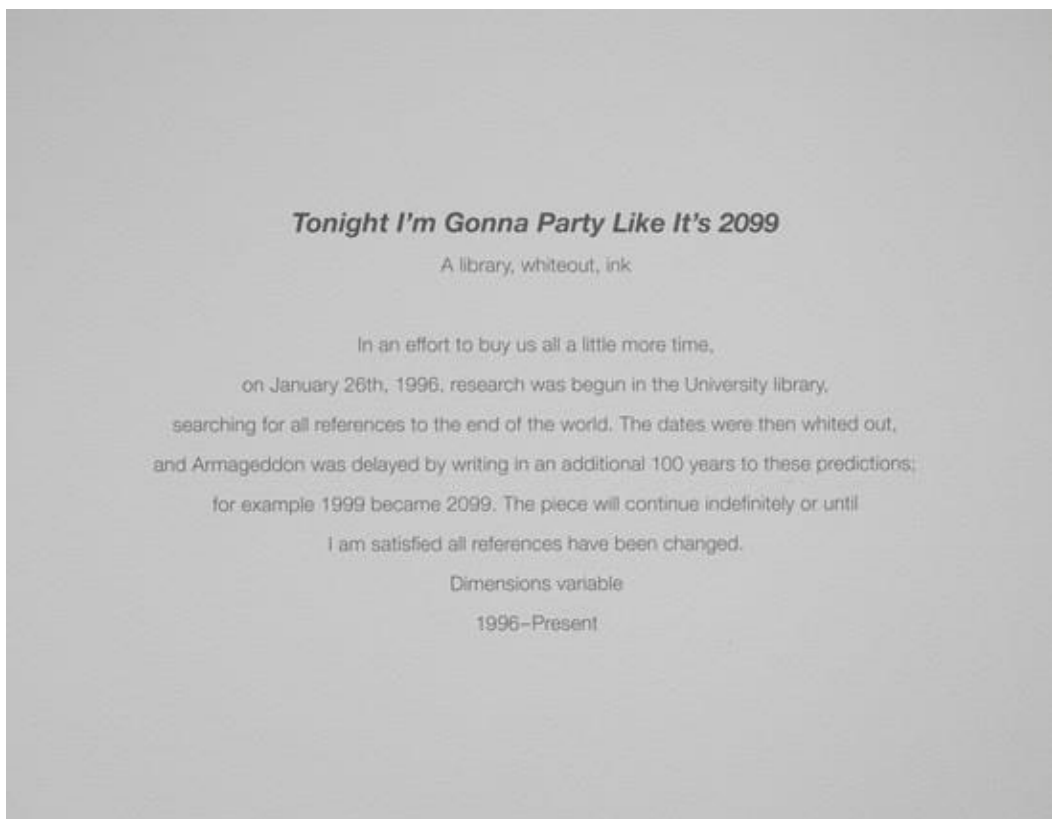 Tonight I'm Gonna Party Like It's 2099
A library, whiteout, ink
In an effort to buy us all a little more time,
on January 26th, 1996, research was begun in the University library,
searching for all references to the end of the world. The dates were then whited out,
and Armageddon was delayed by writing in an additional 100 years to these predictions;
for example 1999 became 2099. The piece will continue indefinitely or until
I am satisfied all references have been changed.
Dimensions variable
1996–Present